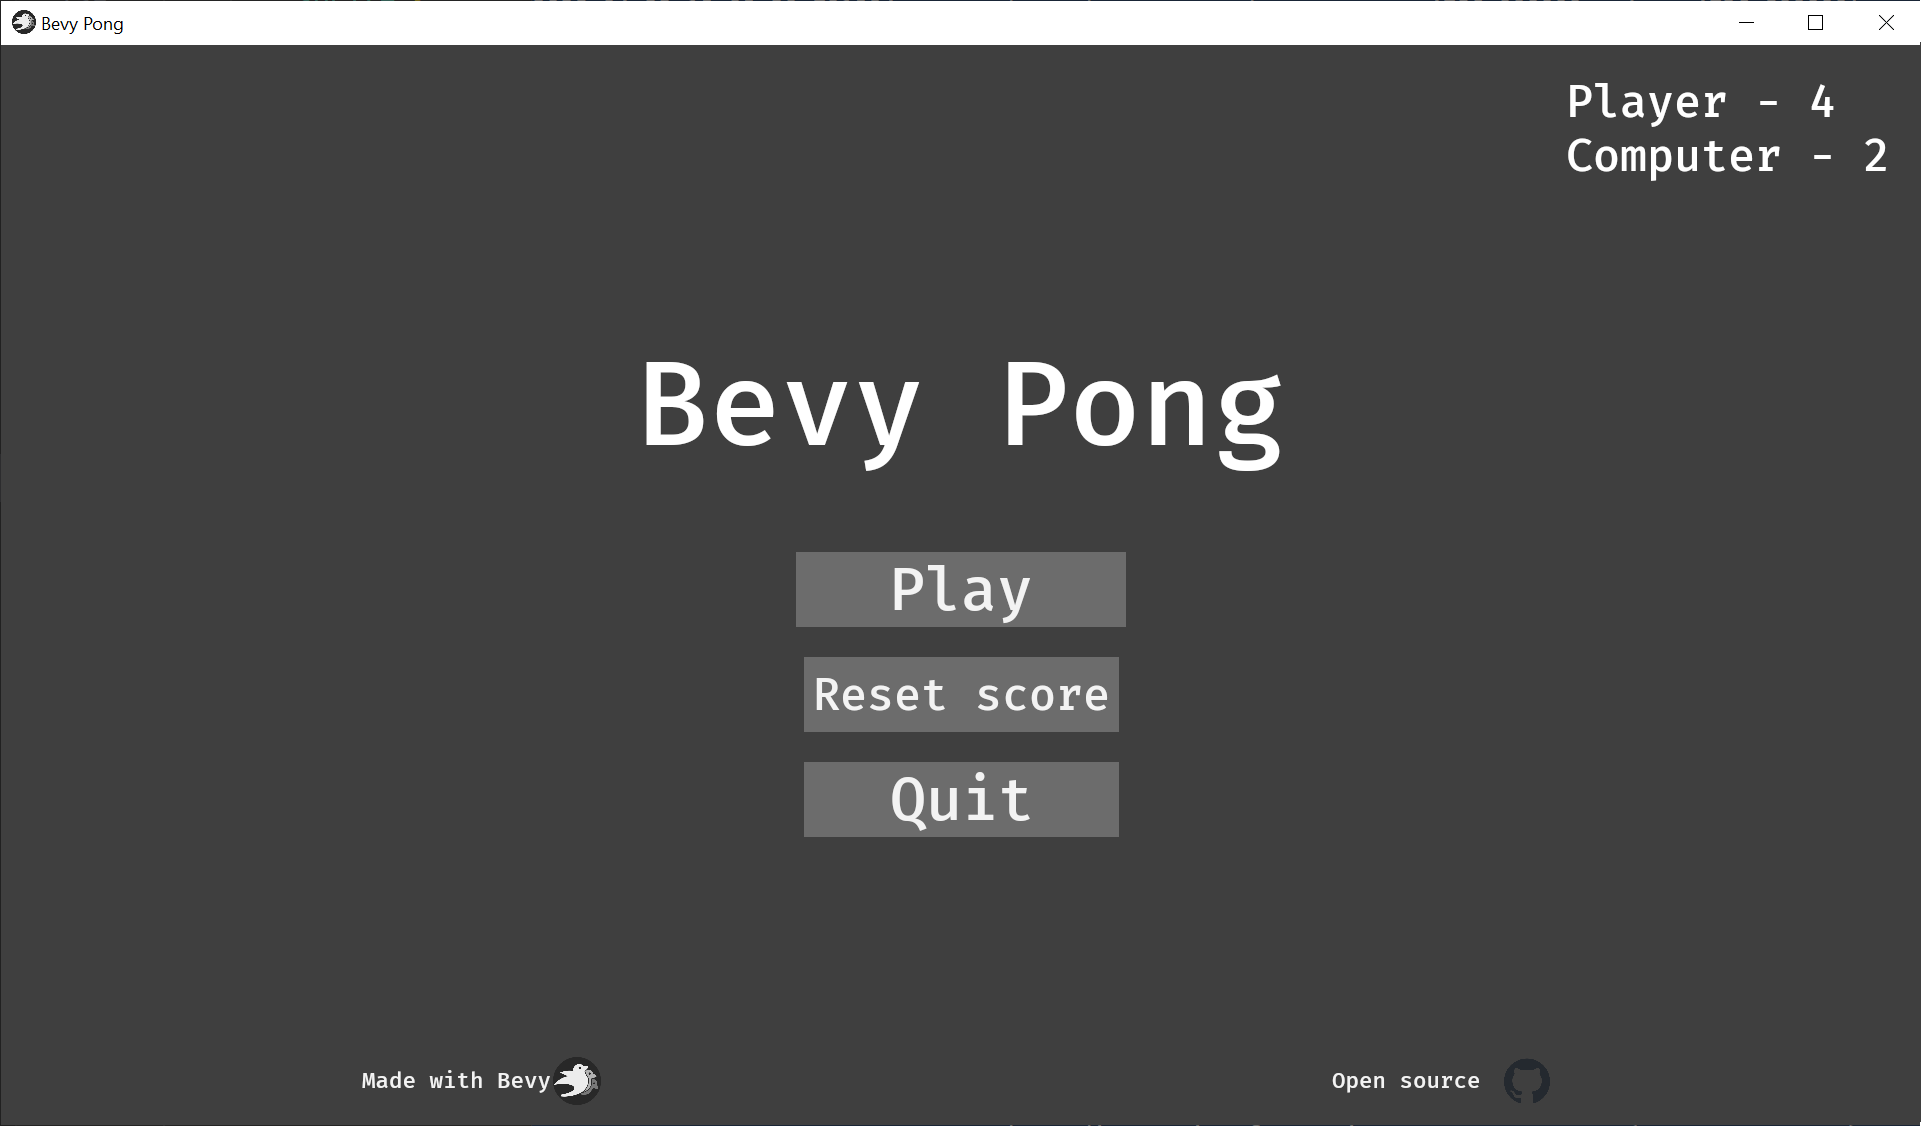 Bevy Pong
Player - 4
Computer - 2
Bevy Pong
Play
Reset score
Quit
Made with Bevy
Open source